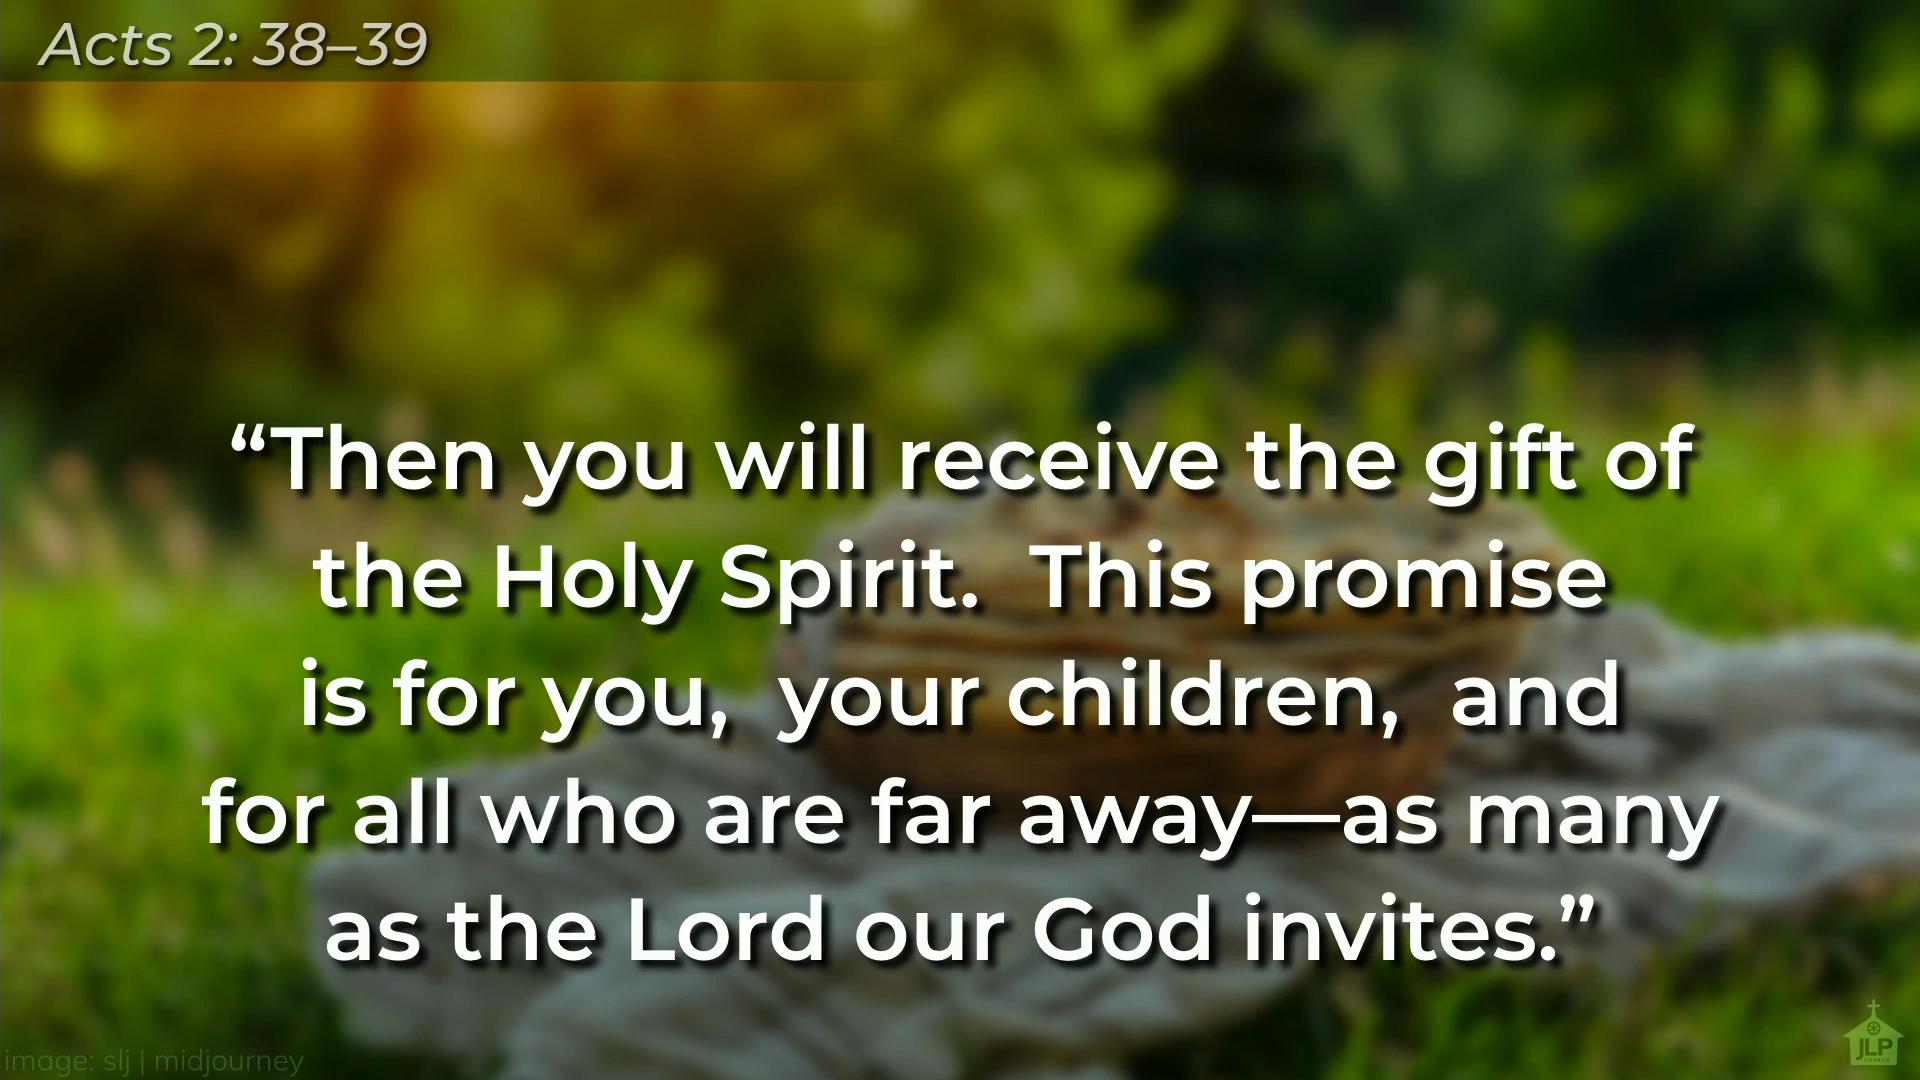 Acts 2: 38–39
“Then you will receive the gift of
the Holy Spirit.  This promise
is for you,  your children,  and
for all who are far away—as many
as the Lord our God invites.”
image: slj | midjourney
JLP
CHURCH